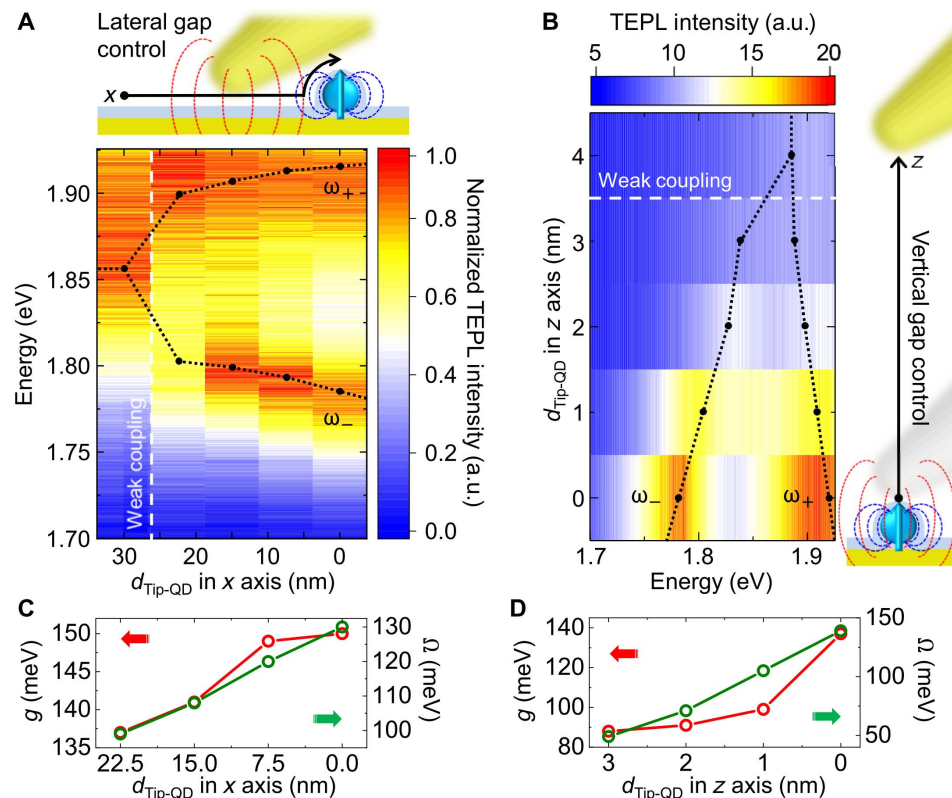 A
Lateral gap
control
x
1.90
1.85
1.80
1.75
1.70
Energy (eV)
ω+
ω−
Weak coupling
30
20
10
0
d Tip-QD in x axis (nm)
1.0
0.8
0.6
0.4
0.2
0.0
Normalized TEPL intensity (a.u.)
B
TEPL intensity (a.u.)
5
10
15
20
z
Weak coupling
4
3
2
1
0
d Tip-QD in z axis (nm)
ω−
ω+
1.7
1.8
1.9
Energy (eV)
Vertical gap control
C
150
145
140
135
g (meV)
130
120
110
100
Ω (meV)
22.5
15.0
7.5
0.0
d Tip-QD in x axis (nm)
D
140
120
100
80
g (meV)
150
100
50
Ω (meV)
3
2
1
0
d Tip-QD in z axis (nm)